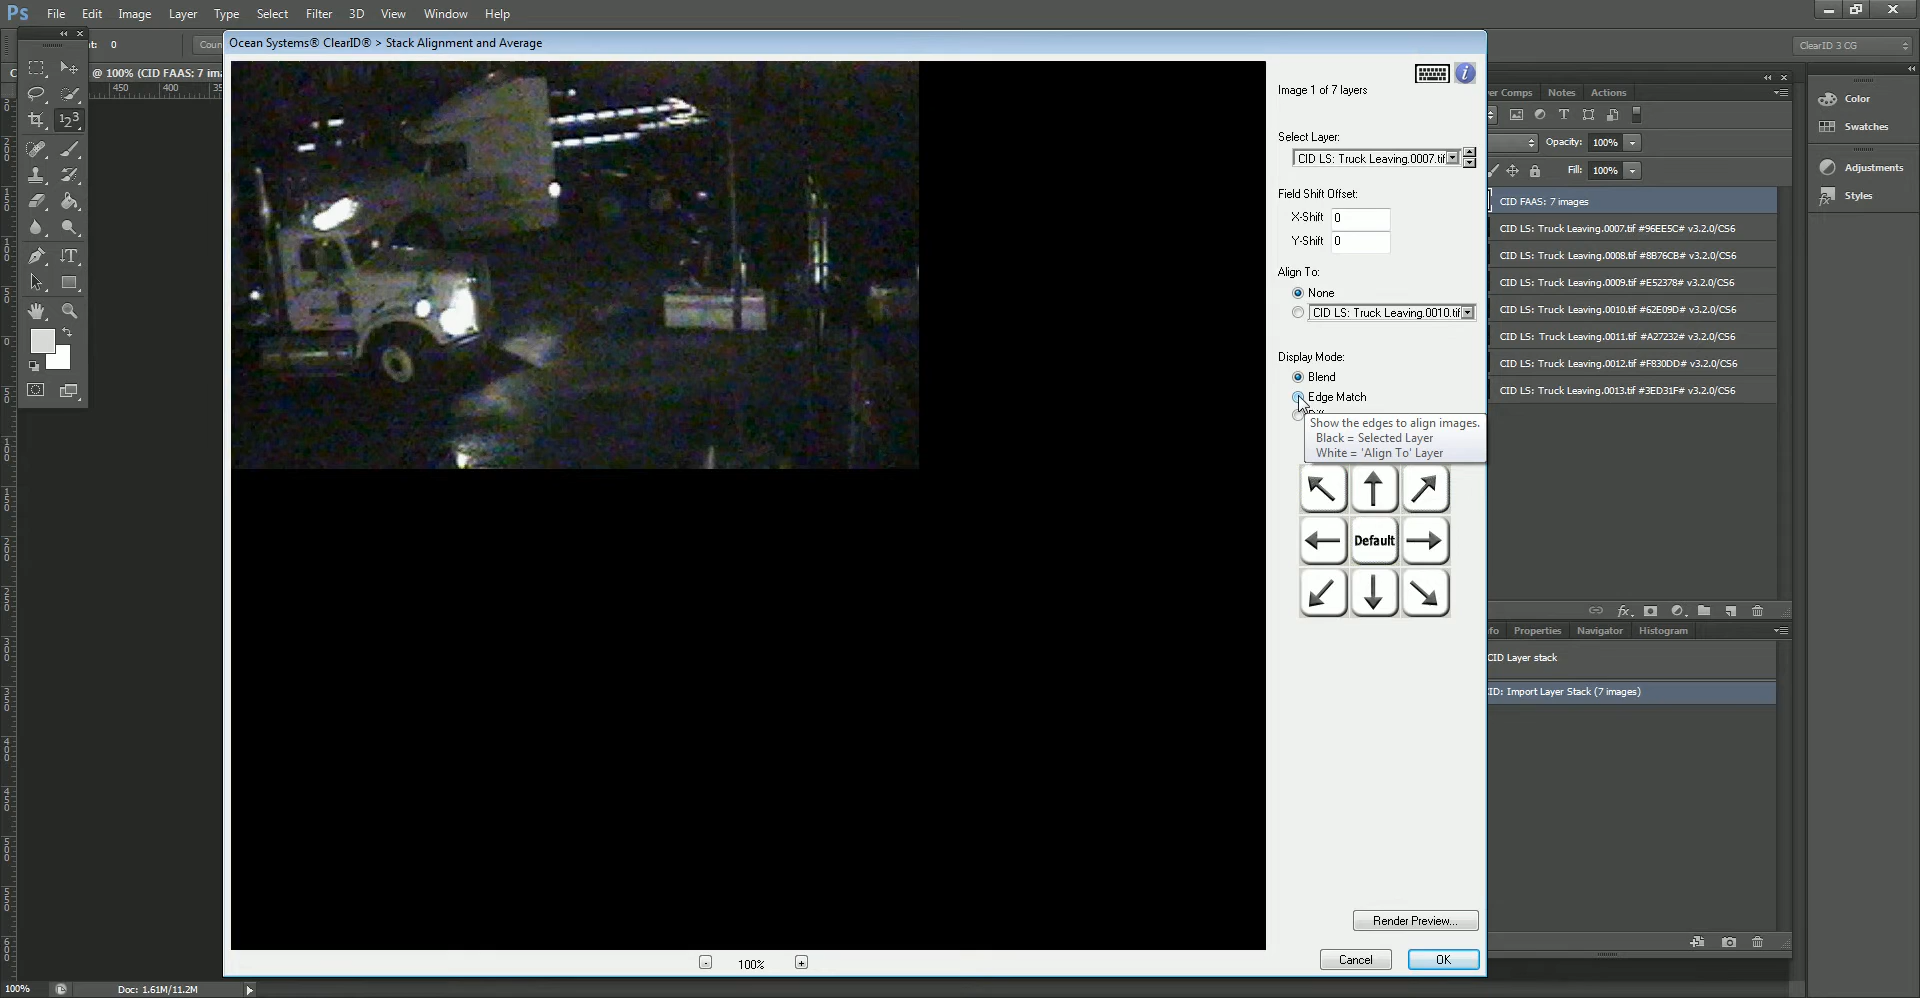 Ps File Edit Image Layer Type Select Filter 3D View Window Help
0
Coun
ClearID 3 CG
Ocean Systems® ClearID® > Stack Alignment and Average
@ 100% (CID FAAS: 7 ima
450 400 35
Image 1 of 7 layers
Select Layer:
CID LS: Truck Leaving.0007.tif
Field Shift Offset:
X-Shift 0
Y-Shift 0
Align To:
None
CID LS: Truck Leaving.0010.tif
Display Mode:
Blend
Edge Match
Show the edges to align images.
Black = Selected Layer
White = 'Align To' Layer
Default
Render Preview...
Cancel OK
- 100% +
yer Comps Notes Actions
Opacity: 100%
Fill: 100%
CID FAAS: 7 images
CID LS: Truck Leaving.0007.tif #96EE5C# v3.2.0/CS6
CID LS: Truck Leaving.0008.tif #8B76CB# v3.2.0/CS6
CID LS: Truck Leaving.0009.tif #E52378# v3.2.0/CS6
CID LS: Truck Leaving.0010.tif #62E09D# v3.2.0/CS6
CID LS: Truck Leaving.0011.tif #A27232# v3.2.0/CS6
CID LS: Truck Leaving.0012.tif #F830DD# v3.2.0/CS6
CID LS: Truck Leaving.0013.tif #3ED31F# v3.2.0/CS6
nfo Properties Navigator Histogram
CID Layer stack
CID: Import Layer Stack (7 images)
Color
Swatches
Adjustments
Styles
100% Doc: 1.61M/11.2M